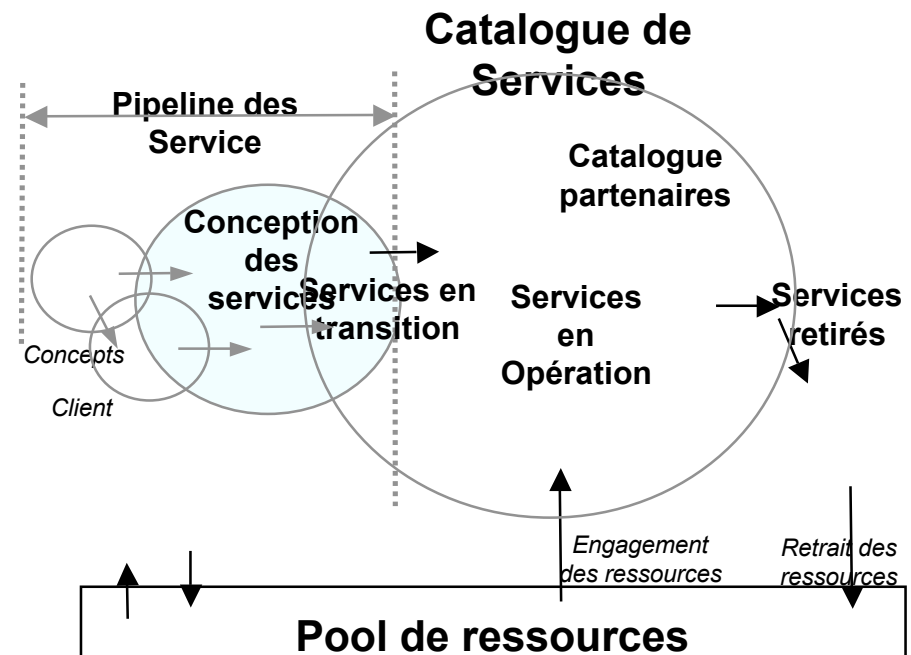 Catalogue de
Services
Pipeline des
Service
Catalogue
partenaires
Conception
des
services
Services en
transition
Services
en
Opération
Services
retirés
Concepts
Client
Engagement
des ressources
Retrait des
ressources
Pool de ressources